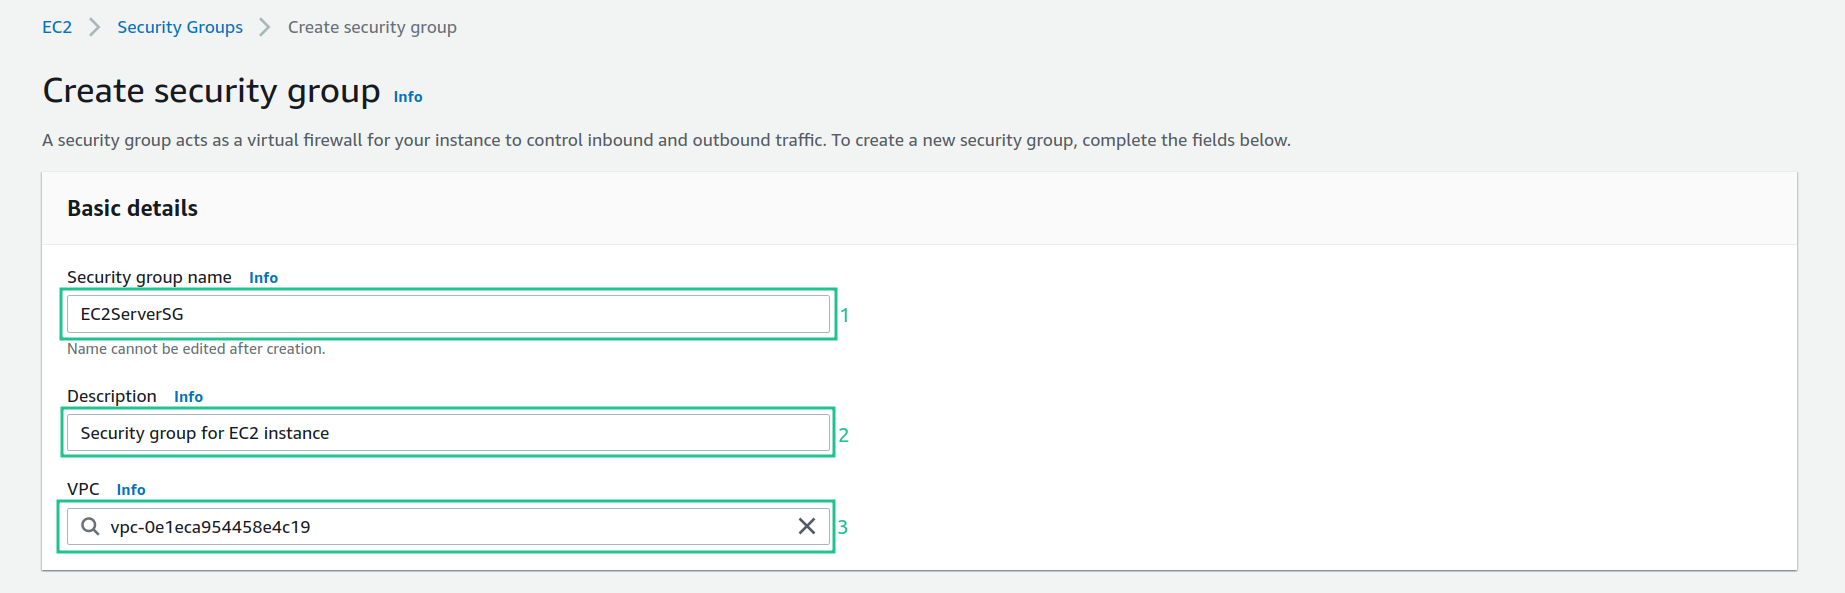 EC2 > Security Groups > Create security group
Create security group Info
A security group acts as a virtual firewall for your instance to control inbound and outbound traffic. To create a new security group, complete the fields below.
Basic details
Security group name Info
EC2ServerSG 1
Name cannot be edited after creation.
Description Info
Security group for EC2 instance 2
VPC Info
vpc-0e1eca954458e4c19 3